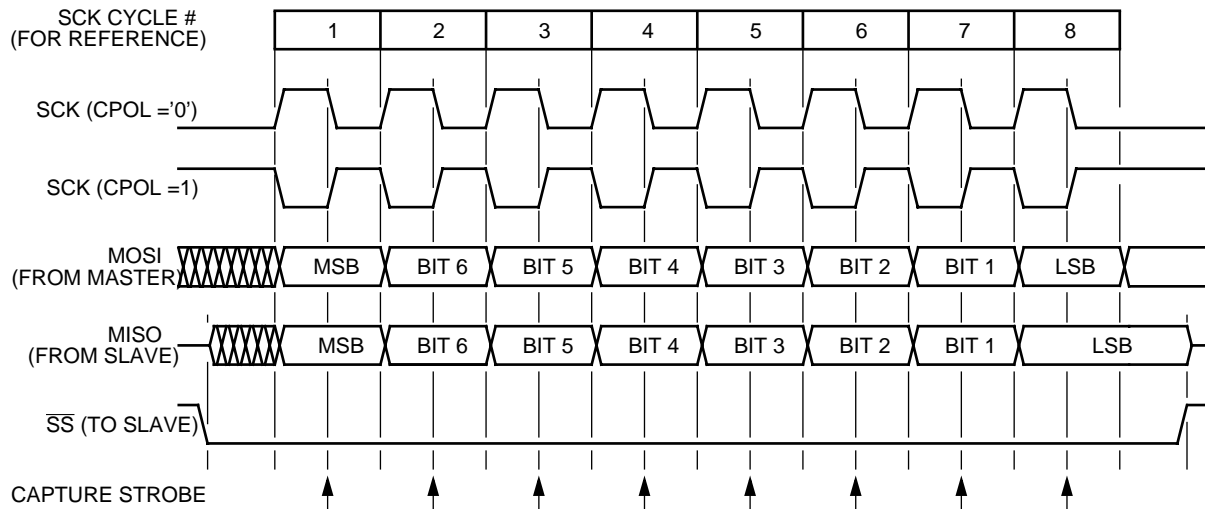 SCK CYCLE #
(FOR REFERENCE)
1 2 3 4 5 6 7 8
SCK (CPOL ='0')
SCK (CPOL =1)
MOSI
(FROM MASTER)
MSB BIT 6 BIT 5 BIT 4 BIT 3 BIT 2 BIT 1 LSB
MISO
(FROM SLAVE)
MSB BIT 6 BIT 5 BIT 4 BIT 3 BIT 2 BIT 1 LSB
SS (TO SLAVE)
CAPTURE STROBE